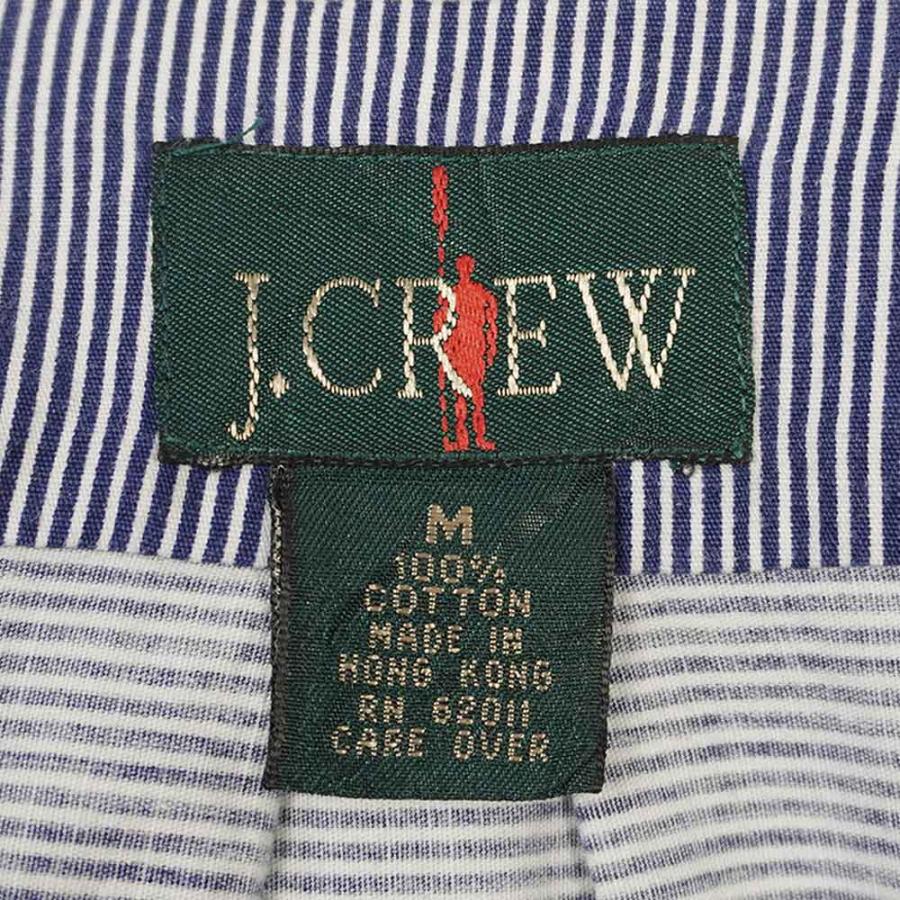 J.CREW
M
100%
COTTON
MADE IN
HONG KONG
RN 62011
CARE OVER